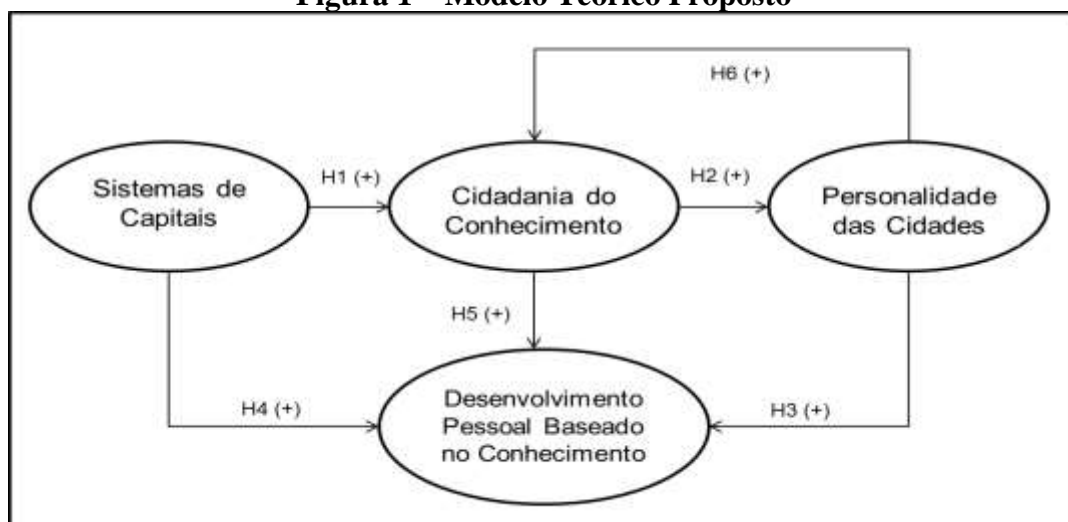 Figura 1 – Modelo Teórico Proposto
H6 (+)
Sistemas de
Capitais
H1 (+)
Cidadania do
Conhecimento
H2 (+)
Personalidade
das Cidades
H5 (+)
H4 (+)
Desenvolvimento
Pessoal Baseado
no Conhecimento
H3 (+)